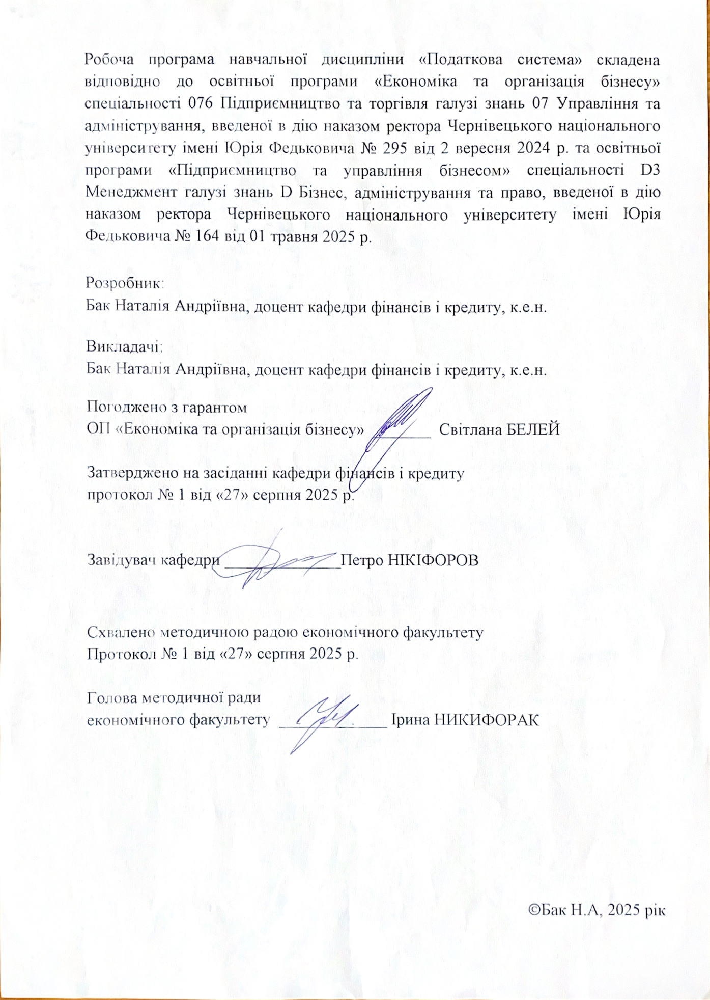 Робоча програма навчальної дисципліни «Податкова система» складена
відповідно до освітньої програми «Економіка та організація бізнесу»
спеціальності 076 Підприємництво та торгівля галузі знань 07 Управління та
адміністрування, введеної в дію наказом ректора Чернівецького національного
університету імені Юрія Федьковича № 295 від 2 вересня 2024 р. та освітньої
програми «Підприємництво та управління бізнесом» спеціальності D3
Менеджмент галузі знань D Бізнес, адміністрування та право, введеної в дію
наказом ректора Чернівецького національного університету імені Юрія
Федьковича № 164 від 01 травня 2025 р.
Розробник:
Бак Наталія Андріївна, доцент кафедри фінансів і кредиту, к.е.н.
Викладачі:
Бак Наталія Андріївна, доцент кафедри фінансів і кредиту, к.е.н.
Погоджено з гарантом
ОП «Економіка та організація бізнесу» Світлана БЕЛЕЙ
Затверджено на засіданні кафедри фінансів і кредиту
протокол № 1 від «27» серпня 2025 р.
Завідувач кафедри Петро НІКІФОРОВ
Схвалено методичною радою економічного факультету
Протокол № 1 від «27» серпня 2025 р.
Голова методичної ради
економічного факультету Ірина НИКИФОРАК
©Бак Н.А, 2025 рік